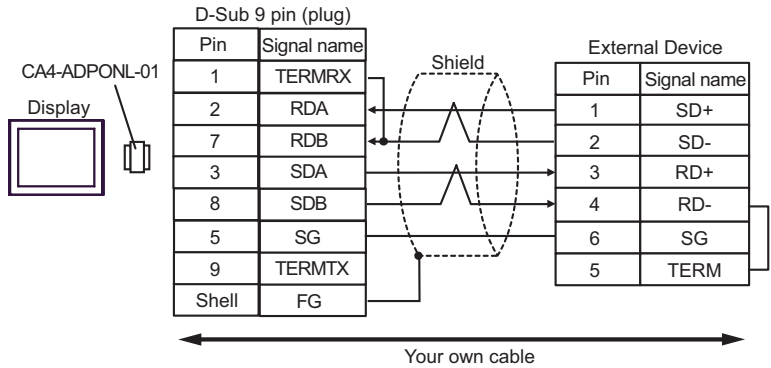 D-Sub 9 pin (plug)
Pin Signal name
1 TERMRX
2 RDA
7 RDB
3 SDA
8 SDB
5 SG
9 TERMTX
Shell FG
CA4-ADPONL-01
Display
Shield
External Device
Pin Signal name
1 SD+
2 SD-
3 RD+
4 RD-
6 SG
5 TERM
Your own cable